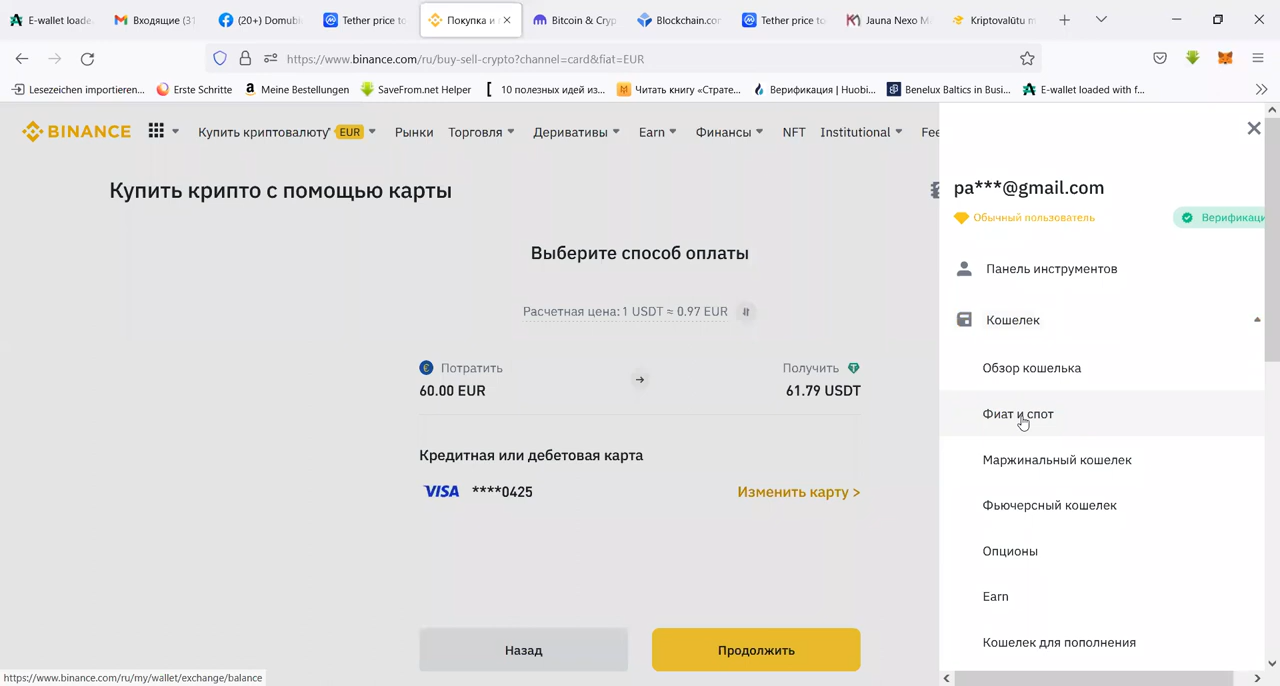 E-wallet loade
Входящие (31
(20+) Domubi
Tether price to
Покупка и п
Bitcoin & Cryp
Blockchain.co
Tether price to
Jauna Nexo M
Kriptovalūtu m
https://www.binance.com/ru/buy-sell-crypto?channel=card&fiat=EUR
Lesezeichen importieren...
Erste Schritte
Meine Bestellungen
SaveFrom.net Helper
10 полезных идей из...
Читать книгу «Страте...
Верификация | Huobi...
Benelux Baltics in Busi...
E-wallet loaded with f...
BINANCE
Купить криптовалюту EUR
Рынки
Торговля
Деривативы
Earn
Финансы
NFT
Institutional
Fee
Купить крипто с помощью карты
pa***@gmail.com
Обычный пользователь
Верификаци
Выберите способ оплаты
Панель инструментов
Расчетная цена: 1 USDT ≈ 0.97 EUR
Кошелек
Потратить
Получить
Обзор кошелька
60.00 EUR
61.79 USDT
Фиат и спот
Кредитная или дебетовая карта
Маржинальный кошелек
VISA ****0425
Изменить карту >
Фьючерсный кошелек
Опционы
Earn
Назад
Продолжить
Кошелек для пополнения
https://www.binance.com/ru/my/wallet/exchange/balance